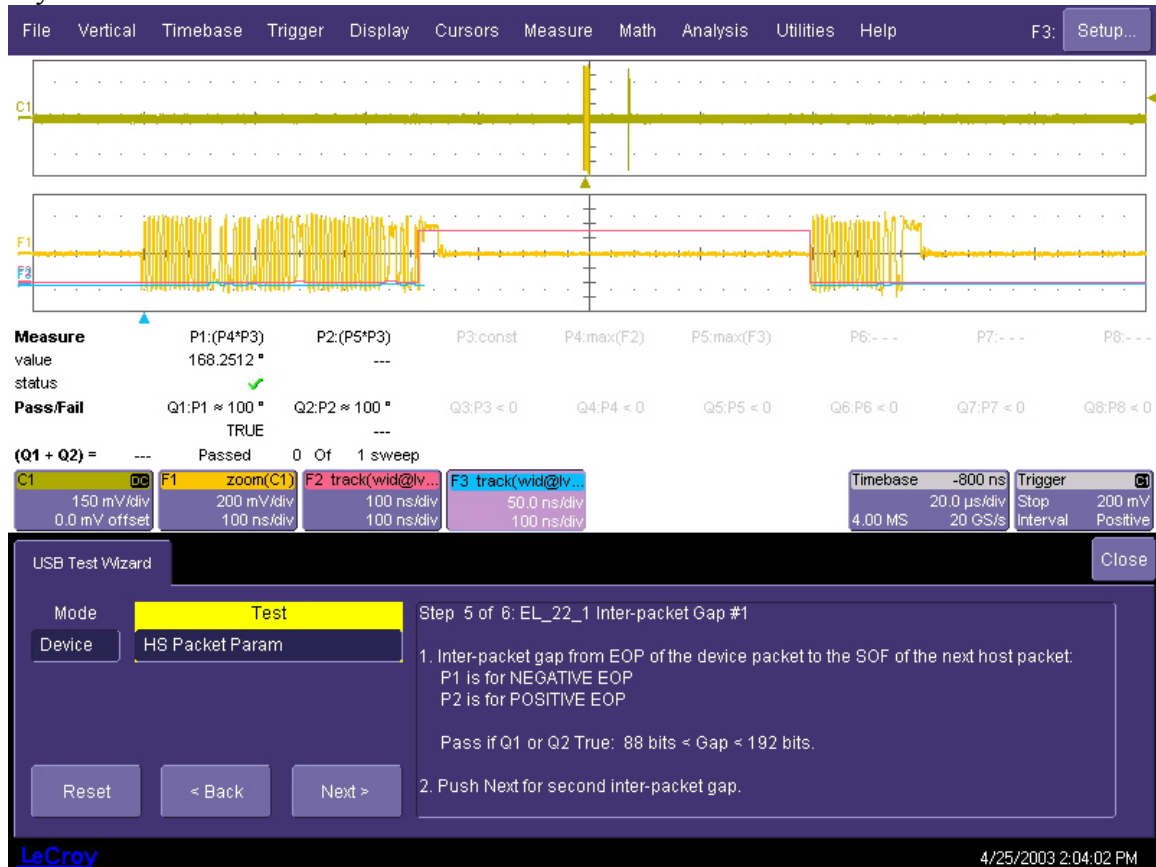 File Vertical Timebase Trigger Display Cursors Measure Math Analysis Utilities Help F3: Setup...
C1
F1
Measure P1:(P4*P3) P2:(P5*P3) P3:const P4:max(F2) P5:max(F3) P6:- - - P7:- - - P8:- - -
value 168.2512 ° ---
status
Pass/Fail Q1:P1 ≈ 100 ° Q2:P2 ≈ 100 ° Q3:P3 < 0 Q4:P4 < 0 Q5:P5 < 0 Q6:P6 < 0 Q7:P7 < 0 Q8:P8 < 0
TRUE ---
(Q1 + Q2) = --- Passed 0 Of 1 sweep
C1 DC F1 zoom(C1) F2 track(wid@lv... F3 track(wid@lv... Timebase -800 ns Trigger C1
150 mV/div 200 mV/div 100 ns/div 50.0 ns/div 20.0 µs/div Stop 200 mV
0.0 mV offset 100 ns/div 100 ns/div 100 ns/div 4.00 MS 20 GS/s Interval Positive
USB Test Wizard Close
Mode Test
Device HS Packet Param
Step 5 of 6: EL_22_1 Inter-packet Gap #1
1. Inter-packet gap from EOP of the device packet to the SOF of the next host packet:
P1 is for NEGATIVE EOP
P2 is for POSITIVE EOP
Pass if Q1 or Q2 True: 88 bits < Gap < 192 bits.
2. Push Next for second inter-packet gap.
Reset < Back Next >
LeCroy 4/25/2003 2:04:02 PM